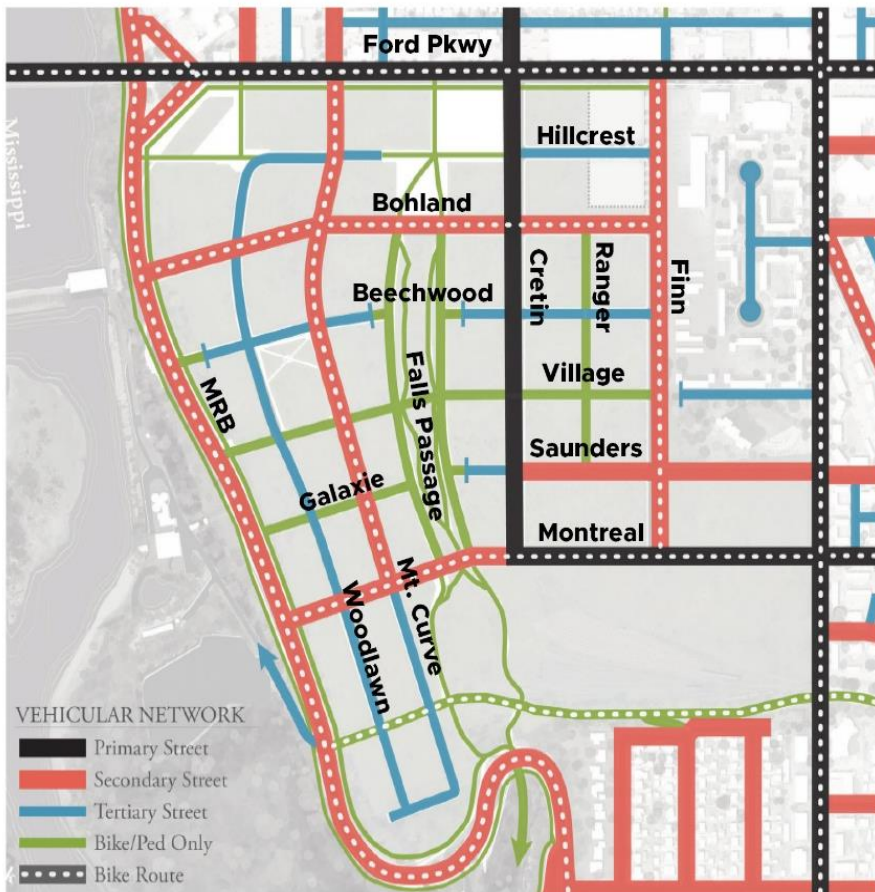 Ford Pkwy
Mississippi
Hillcrest
Bohland
Cretin
Ranger
Finn
Beechwood
Village
MRB
Falls Passage
Saunders
Galaxie
Montreal
Mt. Curve
Woodlawn
VEHICULAR NETWORK
Primary Street
Secondary Street
Tertiary Street
Bike/Ped Only
Bike Route